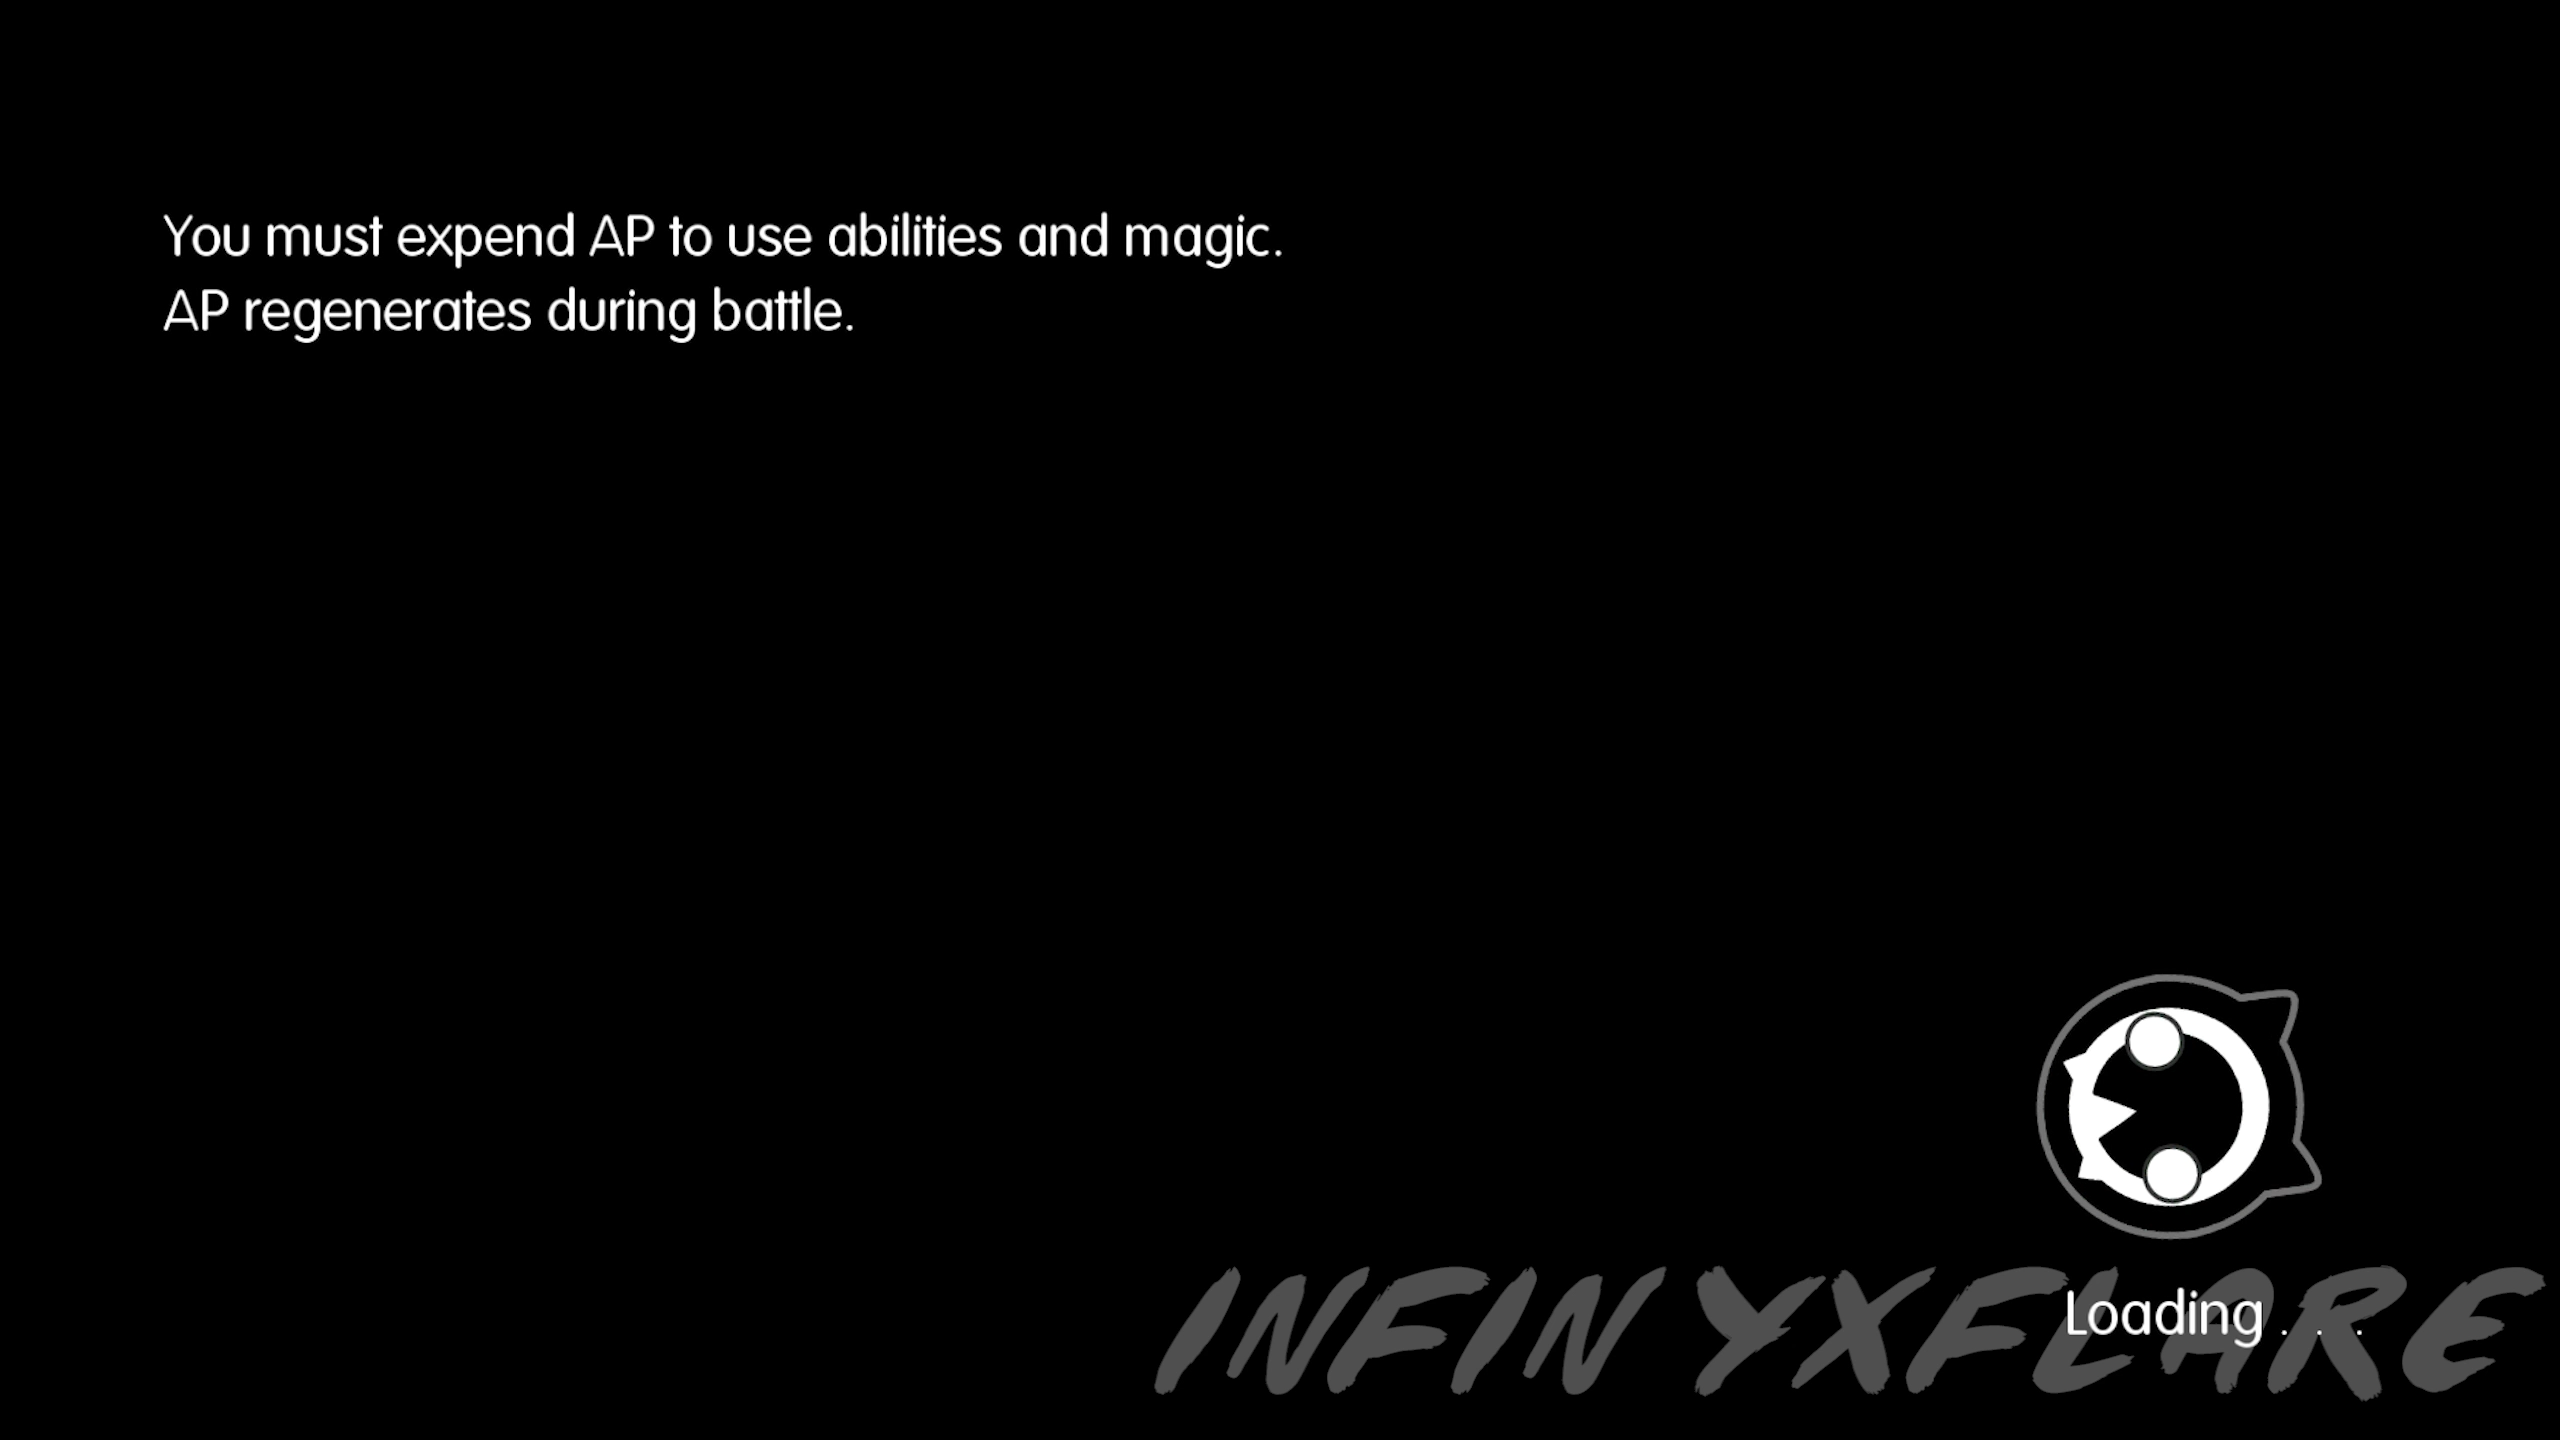 You must expend AP to use abilities and magic.
AP regenerates during battle.
Loading . . .
INFINYXFLARE